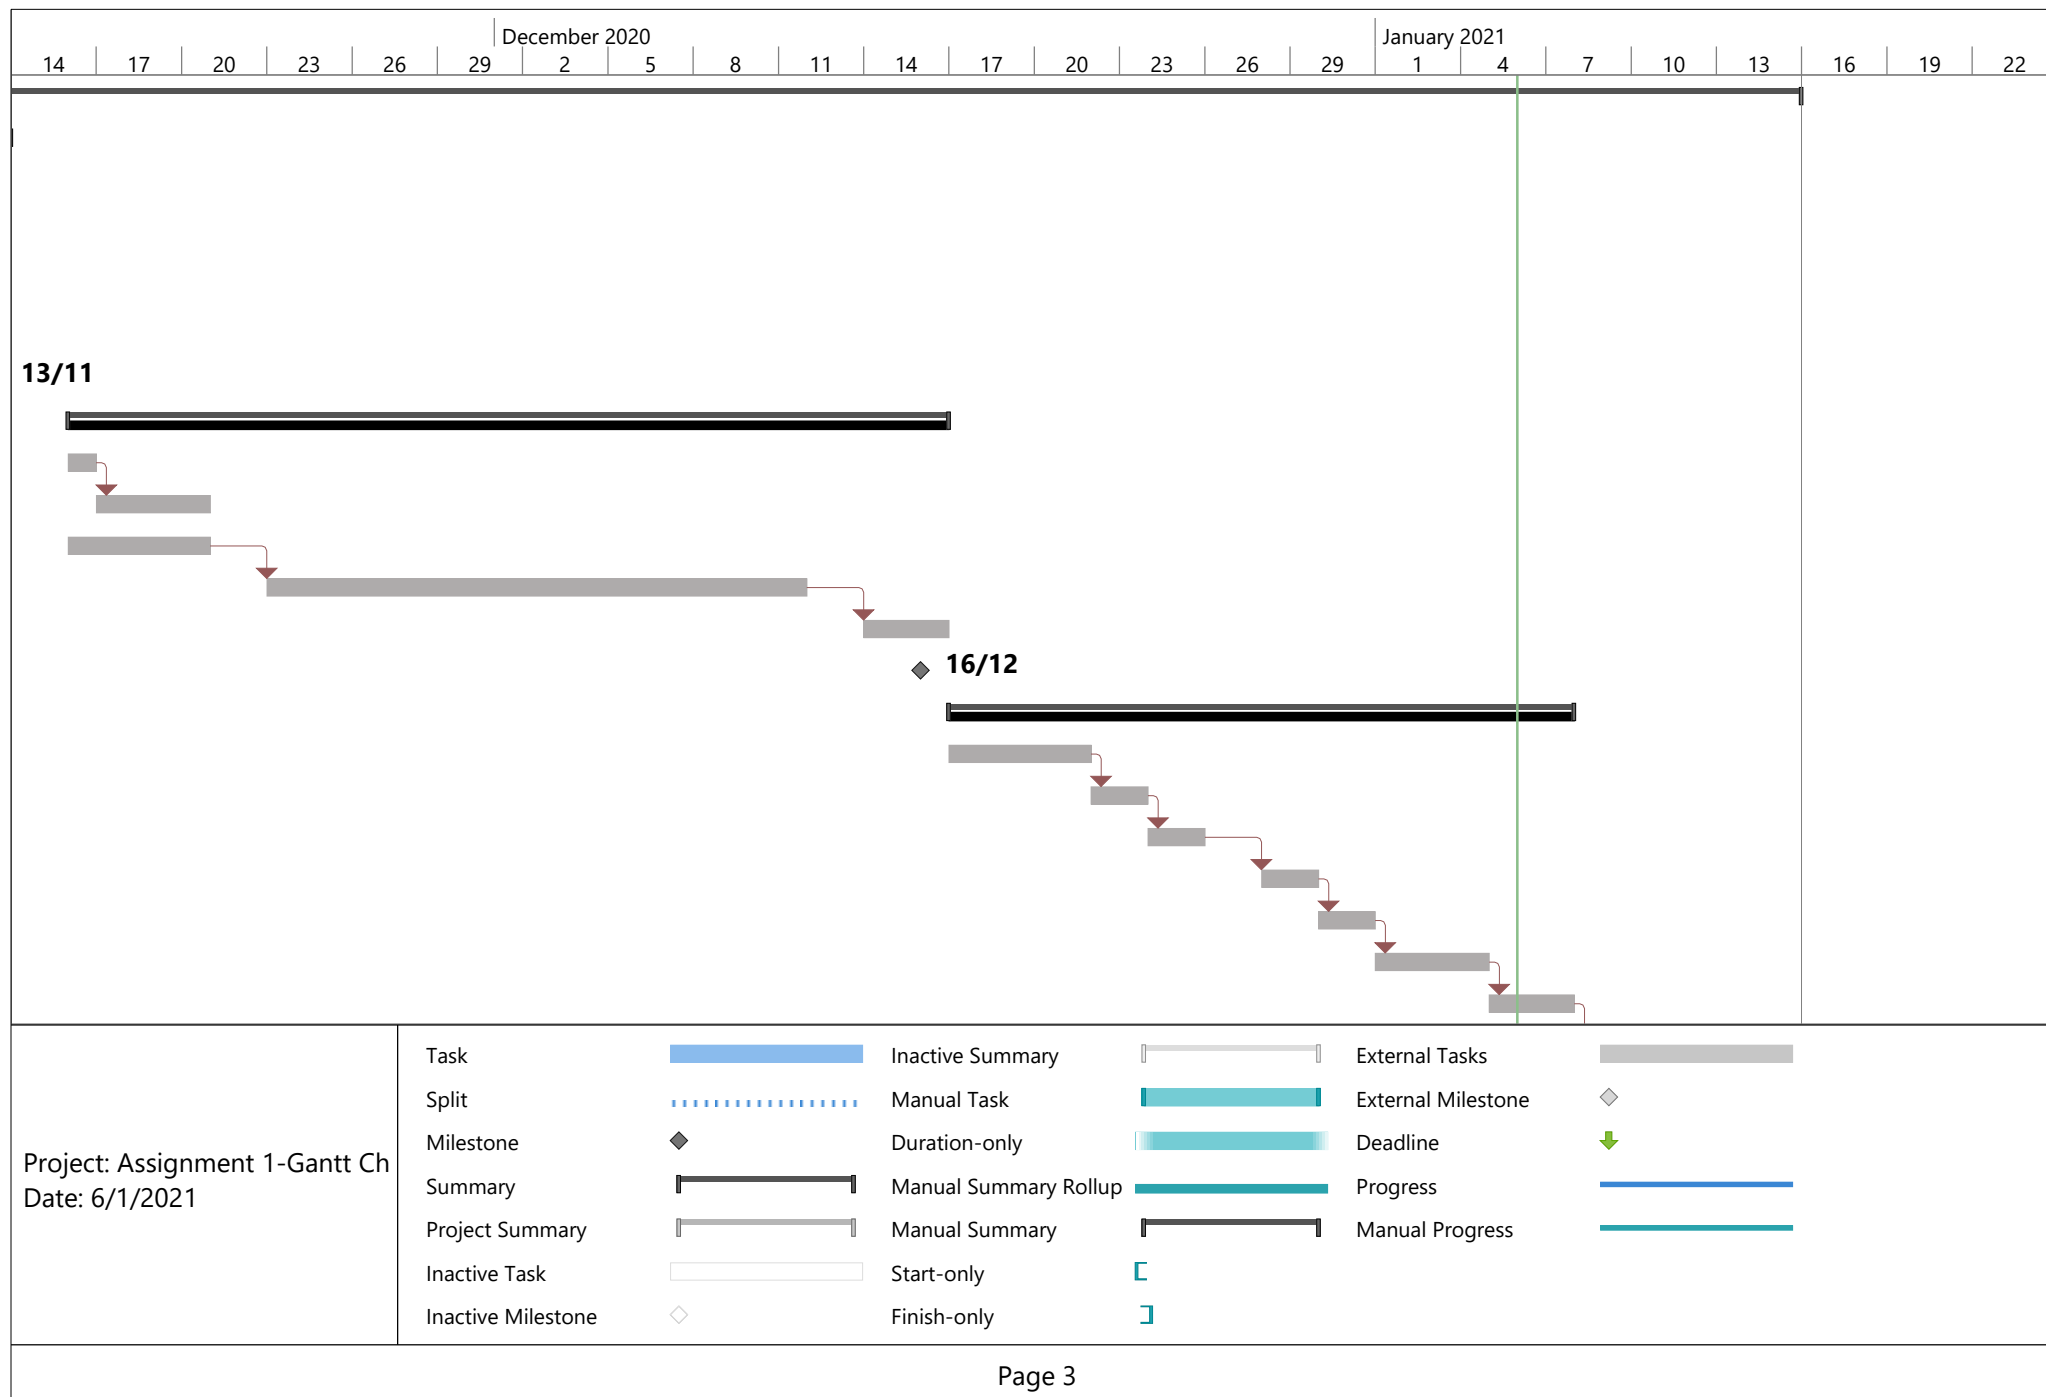 December 2020
January 2021
14 17 20 23 26 29 2 5 8 11 14 17 20 23 26 29 1 4 7 10 13 16 19 22
13/11
16/12
Project: Assignment 1-Gantt Ch
Date: 6/1/2021
Task
Split
Milestone
Summary
Project Summary
Inactive Task
Inactive Milestone
Inactive Summary
Manual Task
Duration-only
Manual Summary Rollup
Manual Summary
Start-only
Finish-only
External Tasks
External Milestone
Deadline
Progress
Manual Progress
Page 3